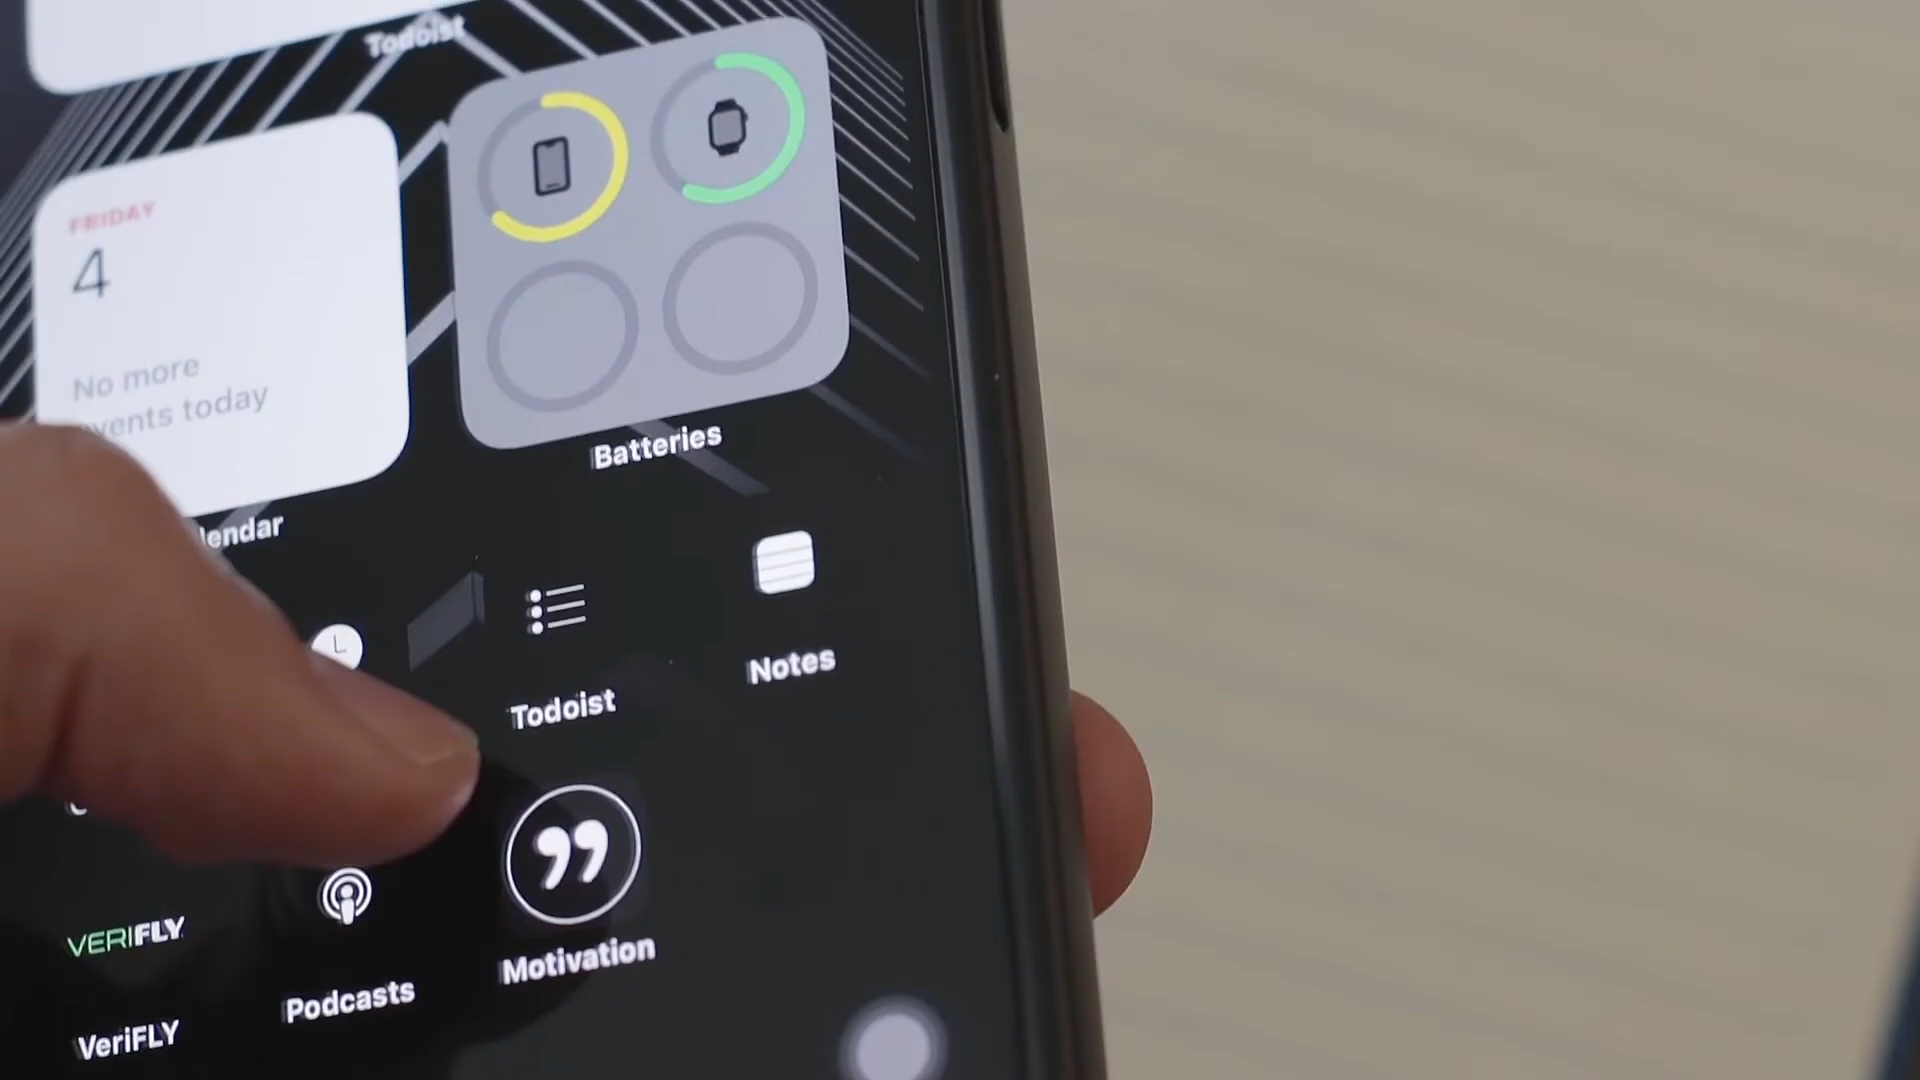 Todoist
FRIDAY
4
No more
events today
Batteries
lendar
Notes
Todoist
VERIFLY
Motivation
Podcasts
VeriFLY